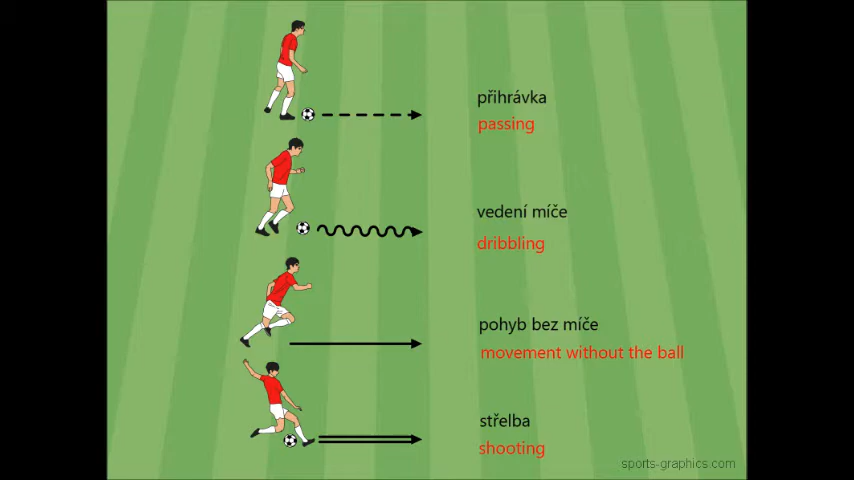 přihrávka
passing
vedení míče
dribbling
pohyb bez míče
movement without the ball
střelba
shooting
sports-graphics.com